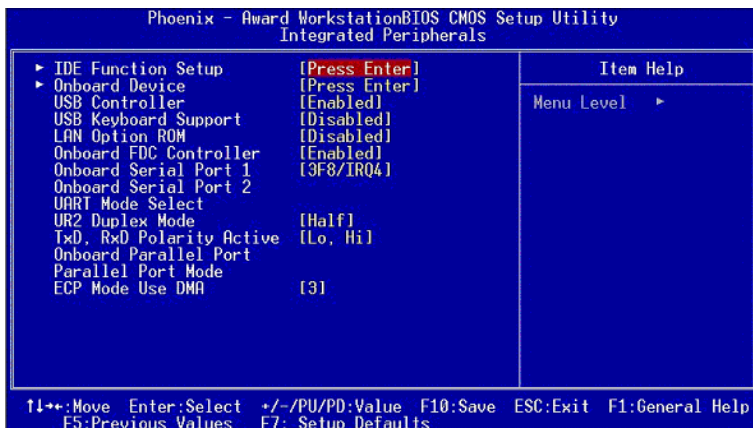 Phoenix - Award WorkstationBIOS CMOS Setup Utility
Integrated Peripherals
► IDE Function Setup [Press Enter]
► Onboard Device [Press Enter]
USB Controller [Enabled]
USB Keyboard Support [Disabled]
LAN Option ROM [Disabled]
Onboard FDC Controller [Enabled]
Onboard Serial Port 1 [3F8/IRQ4]
Onboard Serial Port 2
UART Mode Select
UR2 Duplex Mode [Half]
TxD, RxD Polarity Active [Lo, Hi]
Onboard Parallel Port
Parallel Port Mode
ECP Mode Use DMA [3]
Item Help
Menu Level ►
↑↓→←:Move Enter:Select +/-/PU/PD:Value F10:Save ESC:Exit F1:General Help
F5:Previous Values F7: Setup Defaults